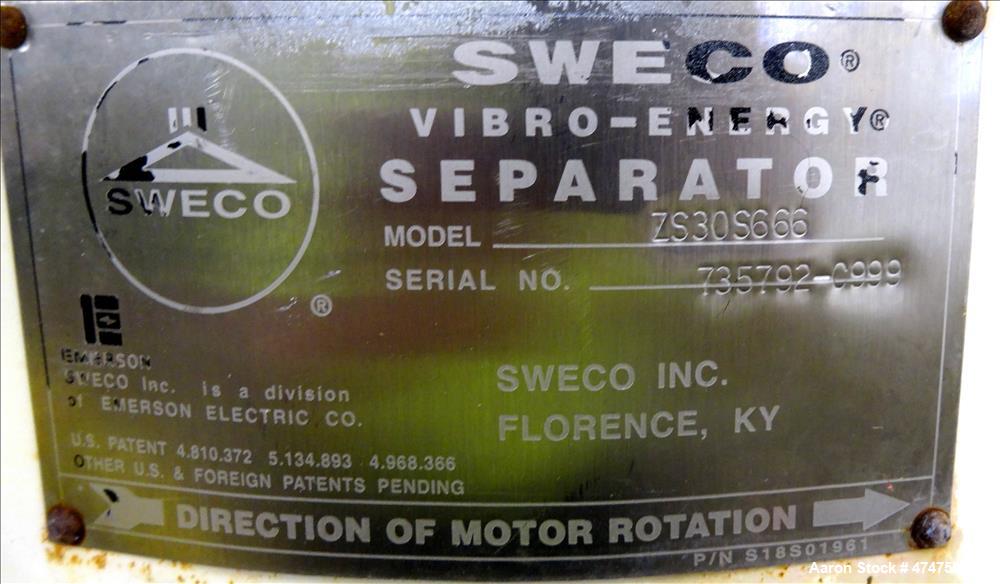 SWECO®
VIBRO-ENERGY®
SEPARATOR
SWECO
®
MODEL ZS30S666
SERIAL NO. 735792-C999
EMERSON
SWECO Inc. is a division
of EMERSON ELECTRIC CO.
SWECO INC.
FLORENCE, KY
U.S. PATENT 4.810.372 5.134.893 4.968.366
OTHER U.S. & FOREIGN PATENTS PENDING
DIRECTION OF MOTOR ROTATION
P/N S18S01961
Aaron Stock #